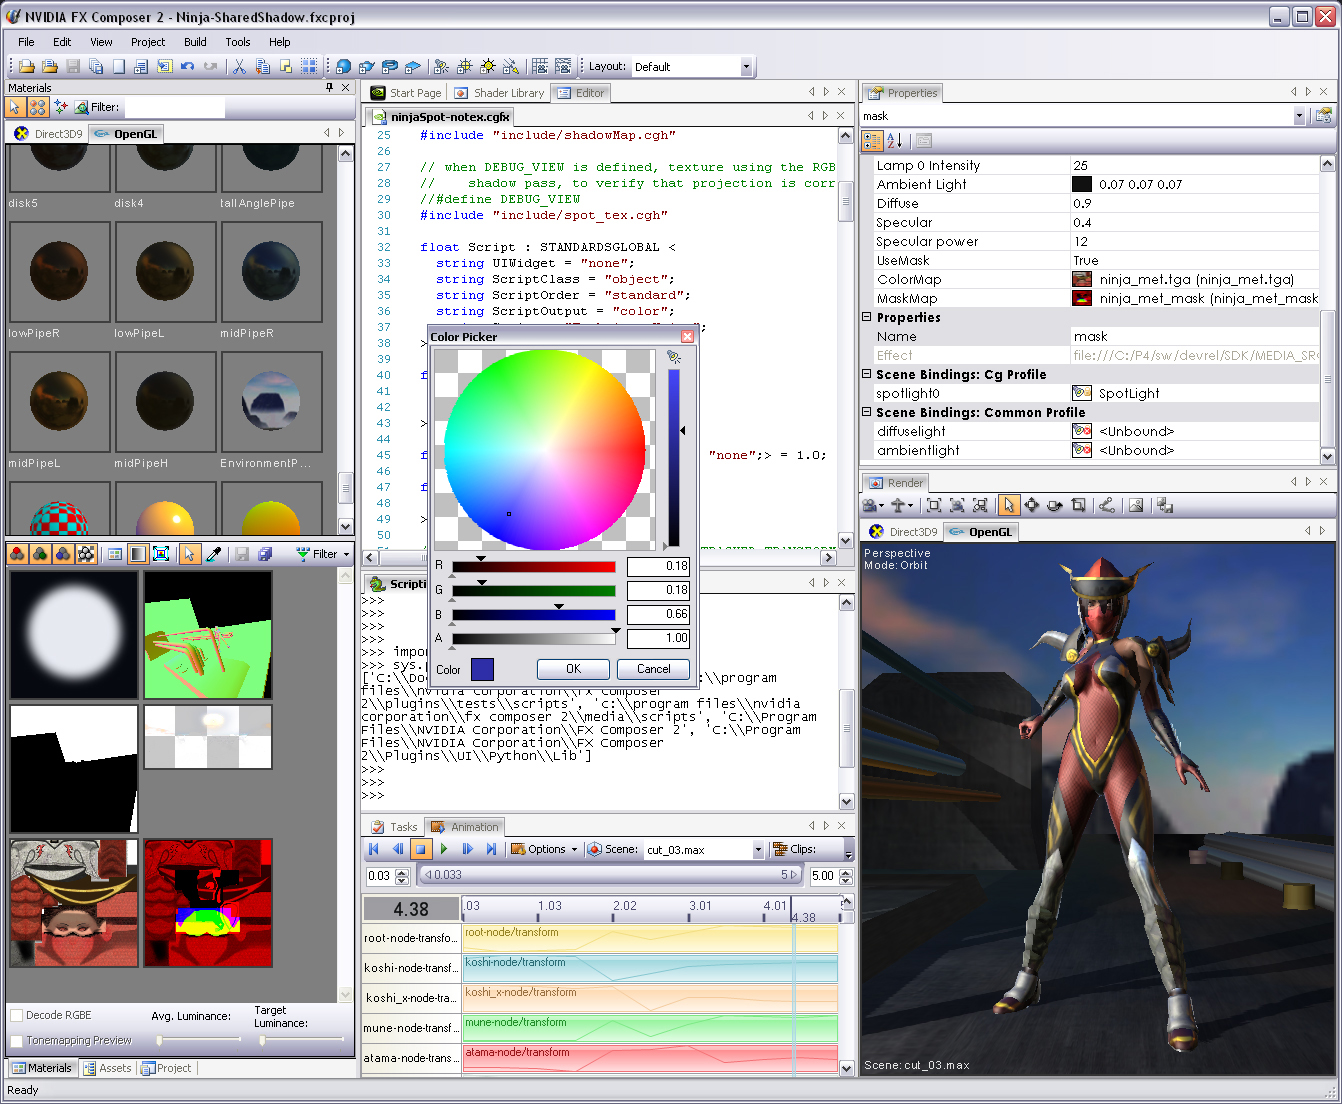 NVIDIA FX Composer 2 - Ninja-SharedShadow.fxcproj
File Edit View Project Build Tools Help
Layout: Default
Materials
Filter:
Direct3D9 OpenGL
disk5 disk4 tallAnglePipe
lowPipeR lowPipeL midPipeR
midPipeL midPipeH EnvironmentP...
Filter
Decode RGBE Avg. Luminance: Target Luminance:
Tonemapping Preview
Materials Assets Project
Ready
Start Page Shader Library Editor
ninjaSpot-notex.cgfx
25 #include "include/shadowMap.cgh"
26
27 // when DEBUG_VIEW is defined, texture using the RGB
28 // shadow pass, to verify that projection is corr
29 //#define DEBUG_VIEW
30 #include "include/spot_tex.cgh"
31
32 float Script : STANDARDSGLOBAL <
33 string UIWidget = "none";
34 string ScriptClass = "object";
35 string ScriptOrder = "standard";
36 string ScriptOutput = "color";
37
38 >
39
40 f
41
42
43 >
44
45 f "none";> = 1.0;
46
47 f
48
49 >
50
Color Picker
R 0.18
G 0.18
B 0.66
A 1.00
Color OK Cancel
Scripti
>>>
>>>
>>>
>>>
>>> impor
>>> sys.p
['C:\\Doc :\\program
files\\nvidia corporation\\fx composer
2\\plugins\\tests\\scripts', 'c:\\program files\\nvidia
corporation\\fx composer 2\\media\\scripts', 'C:\\Program
Files\\NVIDIA Corporation\\FX Composer 2', 'C:\\Program
Files\\NVIDIA Corporation\\FX Composer
2\\Plugins\\UI\\Python\\Lib']
>>>
>>>
>>>
Tasks Animation
Options Scene: cut_03.max Clips:
0.03 0.033 5 5.00
4.38 .03 1.03 2.02 3.01 4.01 4.38
root-node-transfo... root-node/transform
koshi-node-transf... koshi-node/transform
koshi_x-node-tra... koshi_x-node/transform
mune-node-transf... mune-node/transform
atama-node-trans... atama-node/transform
Properties
mask
Lamp 0 Intensity 25
Ambient Light 0.07 0.07 0.07
Diffuse 0.9
Specular 0.4
Specular power 12
UseMask True
ColorMap ninja_met.tga (ninja_met.tga)
MaskMap ninja_met_mask (ninja_met_mask
Properties
Name mask
Effect file:///C:/P4/sw/devrel/SDK/MEDIA_SRC
Scene Bindings: Cg Profile
spotlight0 SpotLight
Scene Bindings: Common Profile
diffuselight <Unbound>
ambientlight <Unbound>
Render
Direct3D9 OpenGL
Perspective
Mode: Orbit
Scene: cut_03.max